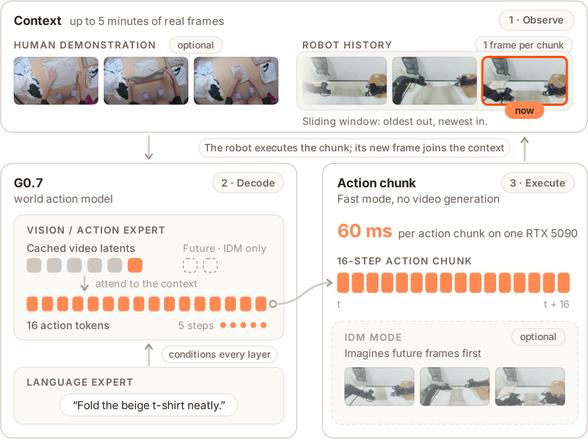 Context up to 5 minutes of real frames
1 · Observe
HUMAN DEMONSTRATION optional
ROBOT HISTORY 1 frame per chunk
now
Sliding window: oldest out, newest in.
The robot executes the chunk; its new frame joins the context
G0.7
world action model
2 · Decode
VISION / ACTION EXPERT
Cached video latents
Future · IDM only
attend to the context
16 action tokens
5 steps
conditions every layer
LANGUAGE EXPERT
“Fold the beige t-shirt neatly.”
Action chunk
3 · Execute
Fast mode, no video generation
60 ms per action chunk on one RTX 5090
16-STEP ACTION CHUNK
t
t + 16
IDM MODE
optional
Imagines future frames first